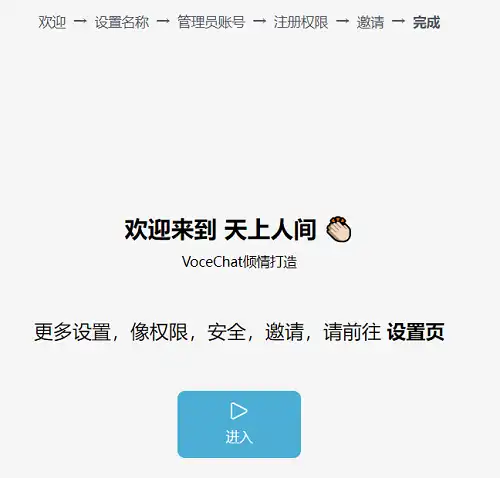 欢迎 → 设置名称 → 管理员账号 → 注册权限 → 邀请 → 完成
欢迎来到 天上人间 👏
VoceChat倾情打造
更多设置，像权限，安全，邀请，请前往 设置页
进入